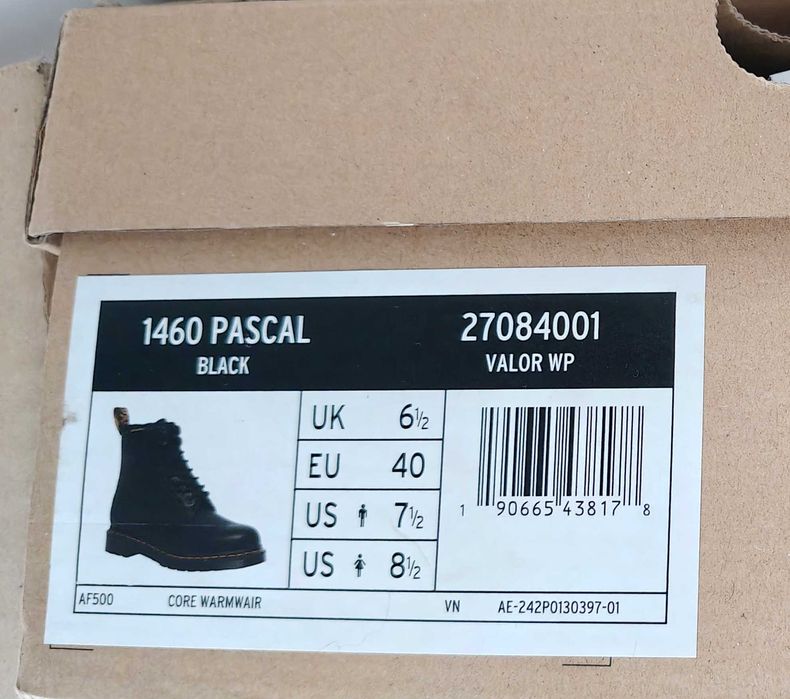 1460 PASCAL
BLACK
27084001
VALOR WP
UK 6½
EU 40
US 7½
US 8½
1 90665 43817 8
AF500 CORE WARMWAIR VN AE-242P0130397-01